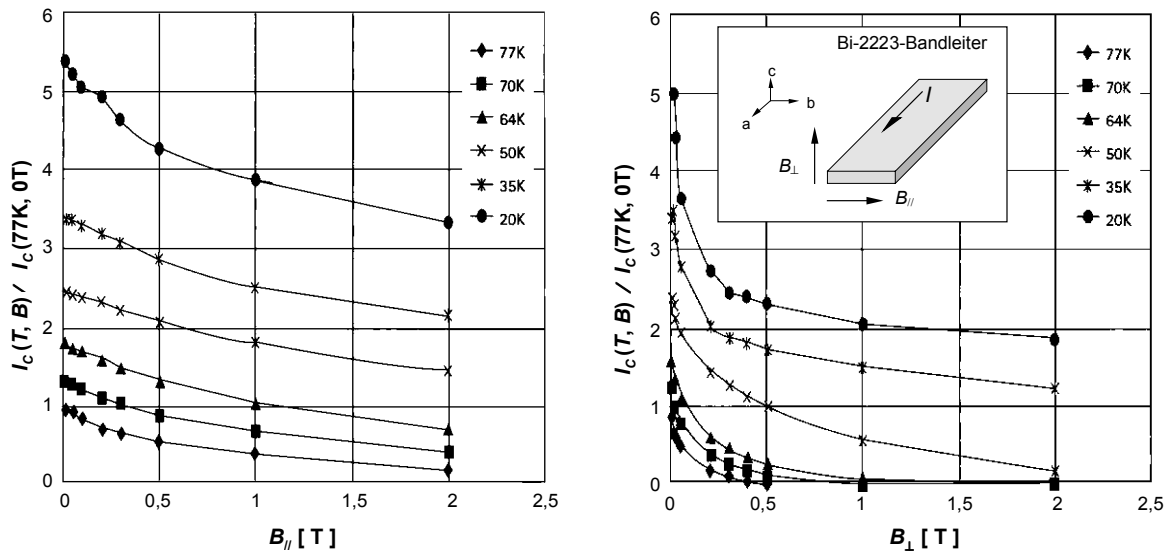 6
5
4
3
2
1
0
I_C (T, B) / I_C (77K, 0T)
77K
70K
64K
50K
35K
20K
0 0,5 1 1,5 2 2,5
B_// [ T ]
6
5
4
3
2
1
0
I_C (T, B) / I_C (77K, 0T)
Bi-2223-Bandleiter
c
b
a
I
B_⊥
B_//
77K
70K
64K
50K
35K
20K
0 0,5 1 1,5 2 2,5
B_⊥ [ T ]